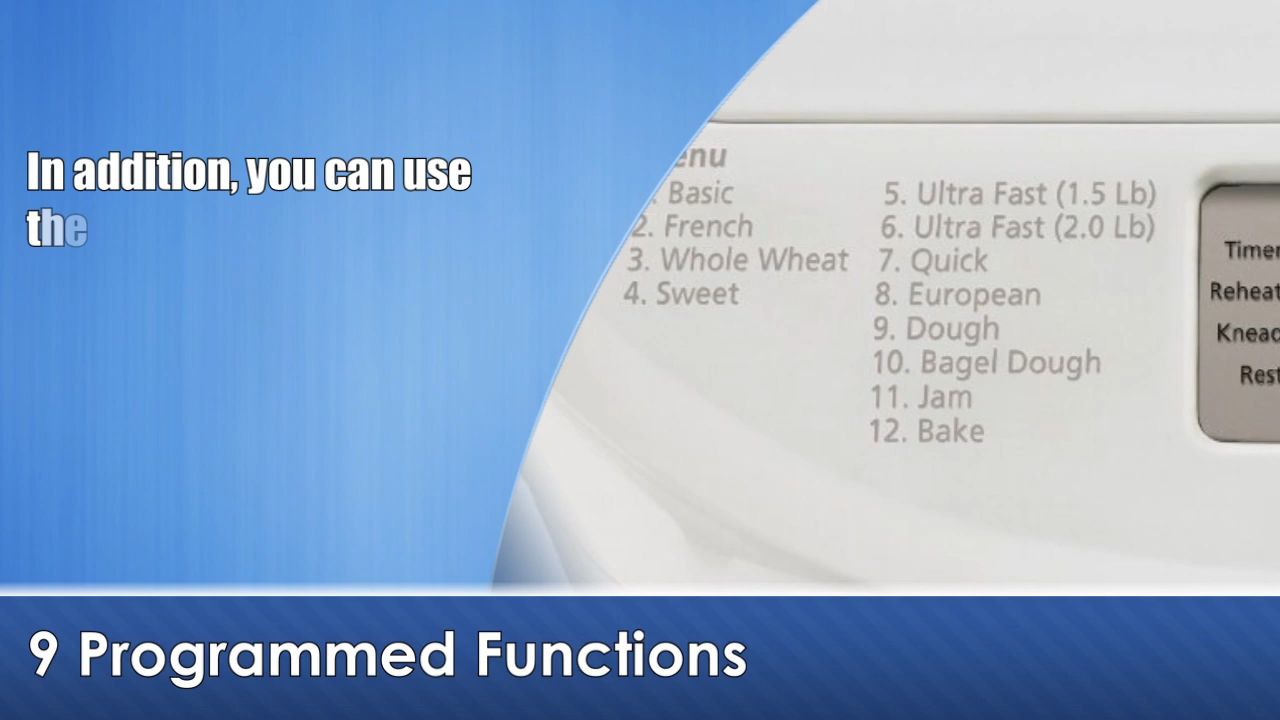 In addition, you can use
the
enu
. Basic
2. French
3. Whole Wheat
4. Sweet
5. Ultra Fast (1.5 Lb)
6. Ultra Fast (2.0 Lb)
7. Quick
8. European
9. Dough
10. Bagel Dough
11. Jam
12. Bake
Timer
Reheat
Knead
Rest
9 Programmed Functions